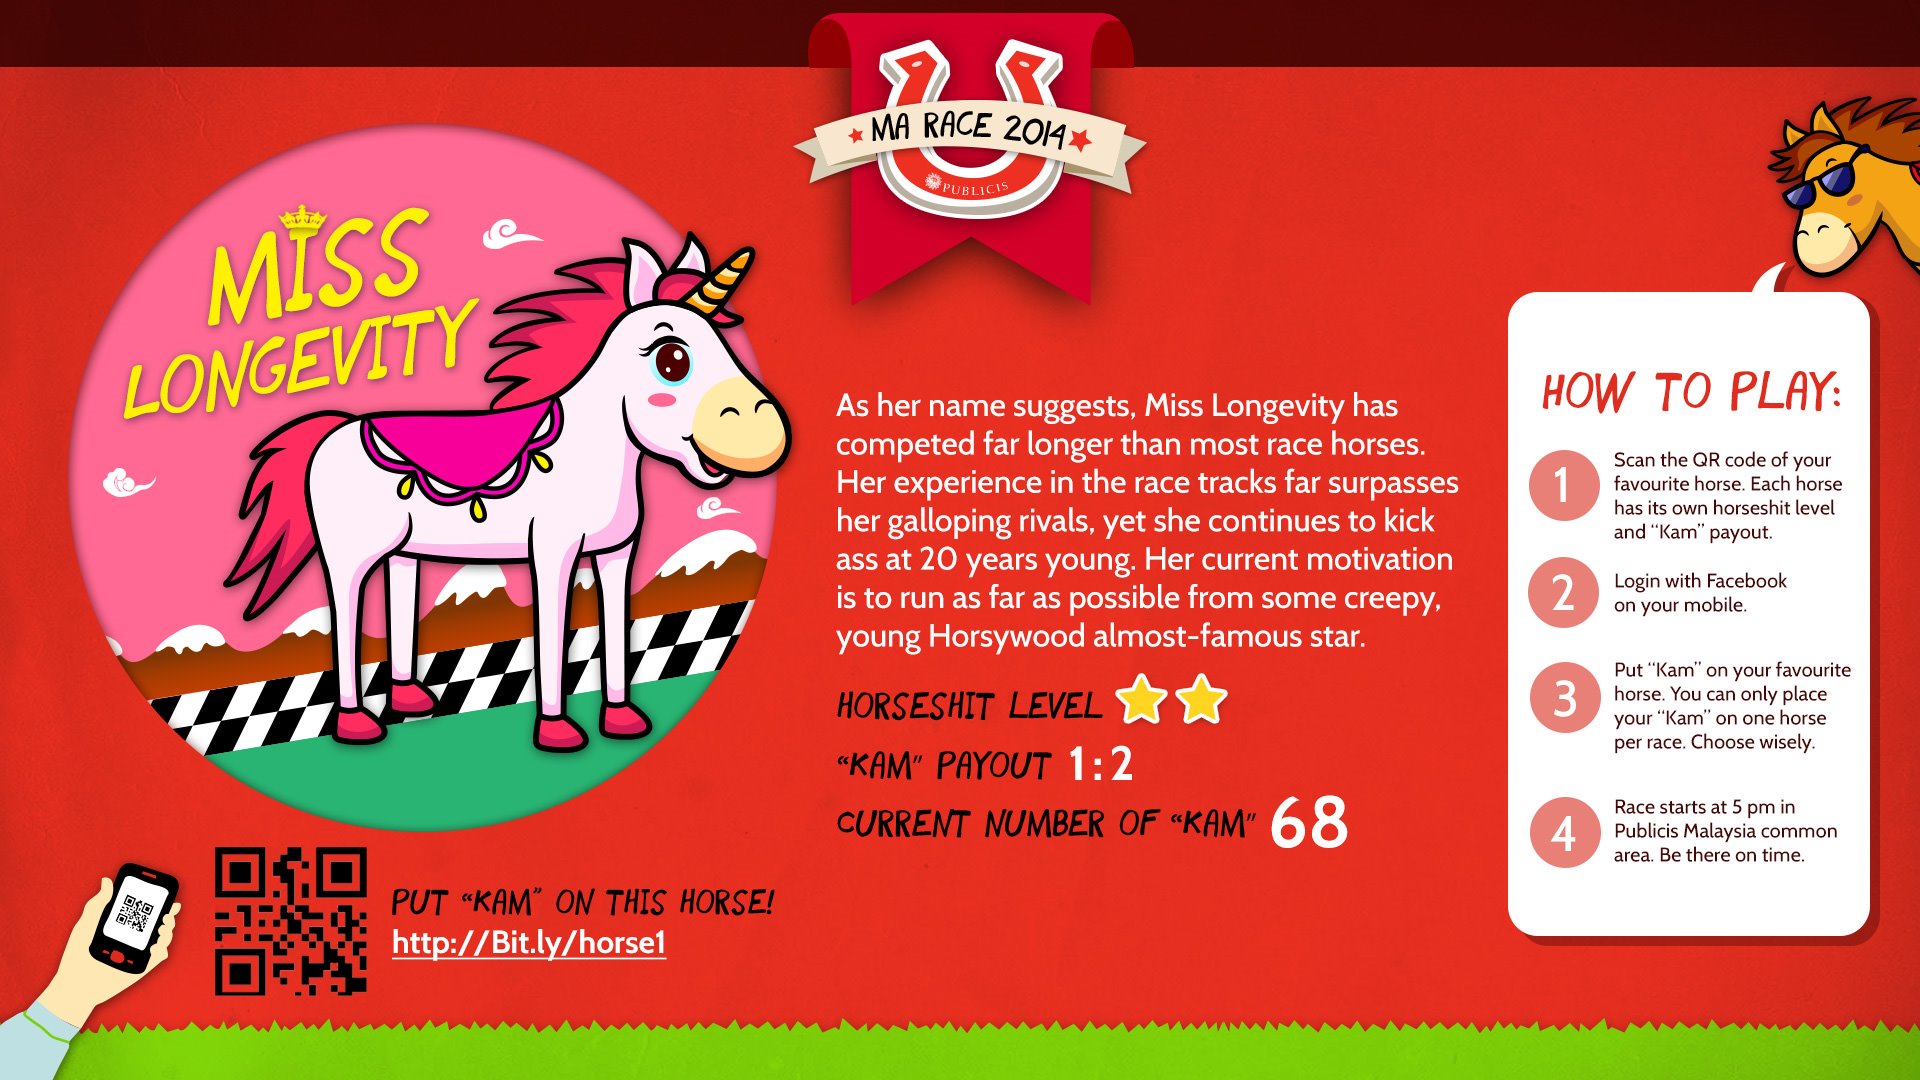 MA RACE 2014
PUBLICIS
MISS
LONGEVITY
As her name suggests, Miss Longevity has
competed far longer than most race horses.
Her experience in the race tracks far surpasses
her galloping rivals, yet she continues to kick
ass at 20 years young. Her current motivation
is to run as far as possible from some creepy,
young Horsywood almost-famous star.
HORSESHIT LEVEL
"KAM" PAYOUT 1:2
CURRENT NUMBER OF "KAM" 68
PUT "KAM" ON THIS HORSE!
http://Bit.ly/horse1
HOW TO PLAY:
1
Scan the QR code of your
favourite horse. Each horse
has its own horseshit level
and "Kam" payout.
2
Login with Facebook
on your mobile.
3
Put "Kam" on your favourite
horse. You can only place
your "Kam" on one horse
per race. Choose wisely.
4
Race starts at 5 pm in
Publicis Malaysia common
area. Be there on time.